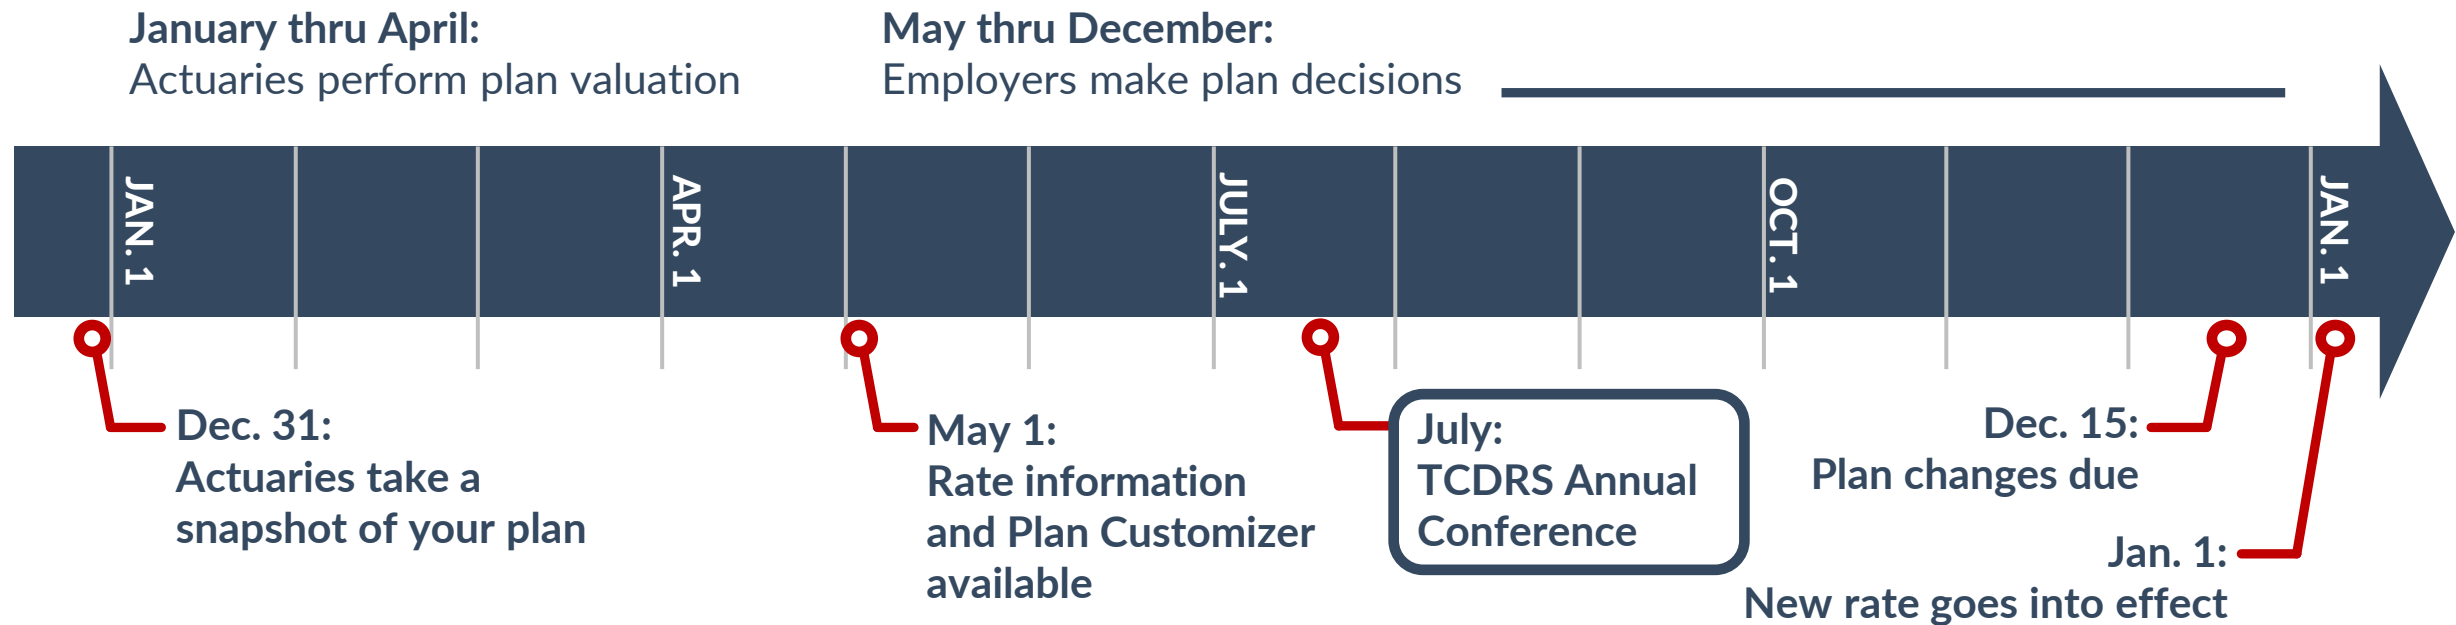 January thru April:
Actuaries perform plan valuation
May thru December:
Employers make plan decisions
JAN. 1
APR. 1
JULY. 1
OCT. 1
JAN. 1
Dec. 31:
Actuaries take a
snapshot of your plan
May 1:
Rate information
and Plan Customizer
available
July:
TCDRS Annual
Conference
Dec. 15:
Plan changes due
Jan. 1:
New rate goes into effect